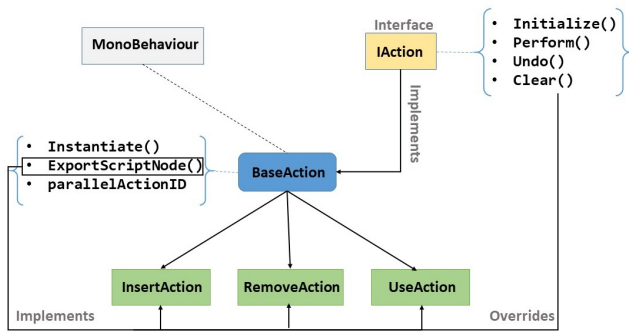 Interface
MonoBehaviour
IAction
• Initialize()
• Perform()
• Undo()
• Clear()
Implements
• Instantiate()
• ExportScriptNode()
• parallelActionID
BaseAction
InsertAction
RemoveAction
UseAction
Implements
Overrides